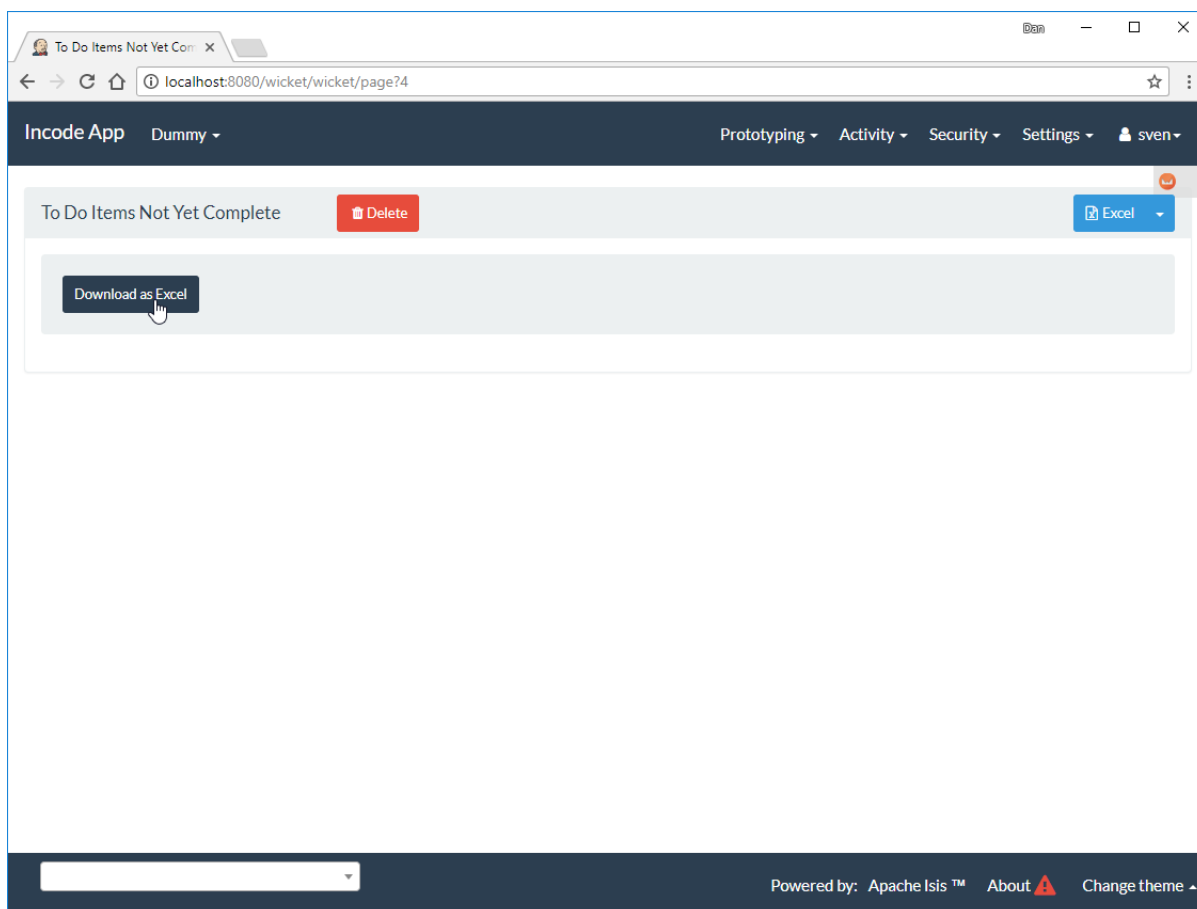 Dan
To Do Items Not Yet Com
localhost:8080/wicket/wicket/page?4
Incode App Dummy Prototyping Activity Security Settings sven
To Do Items Not Yet Complete Delete Excel
Download as Excel
Powered by: Apache Isis ™ About Change theme